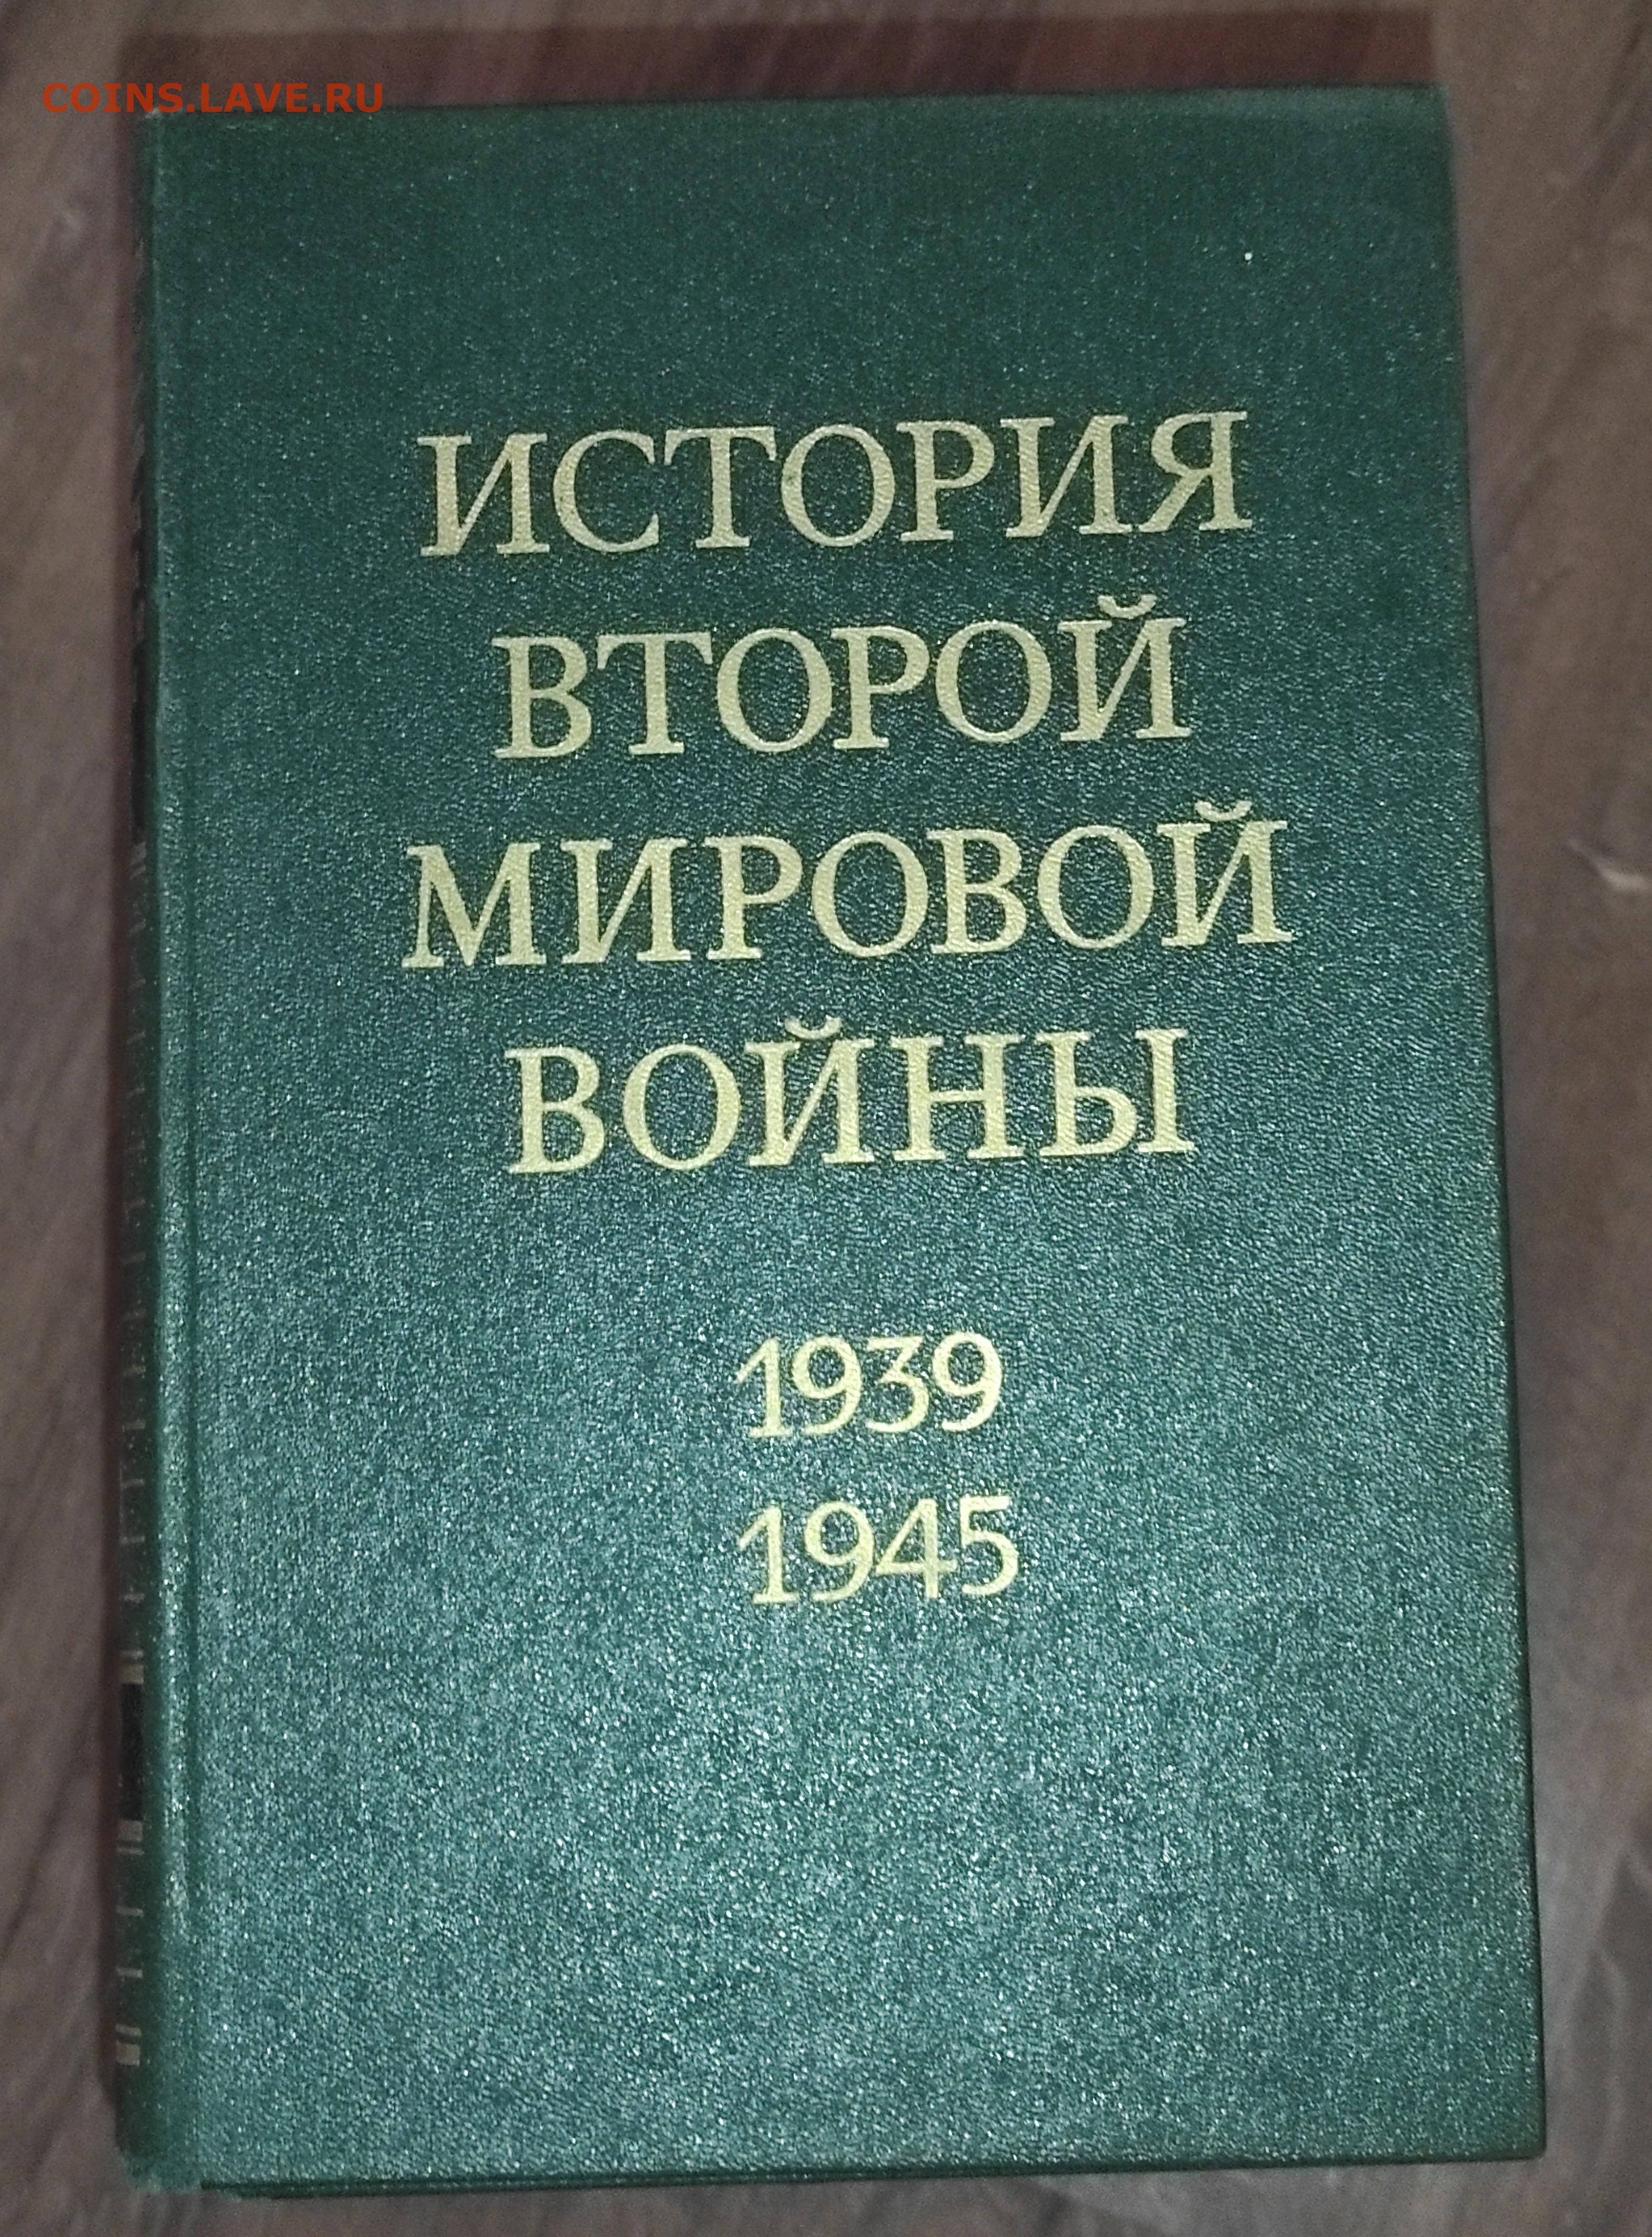 COINS.LAVE.RU
ИСТОРИЯ
ВТОРОЙ
МИРОВОЙ
ВОЙНЫ
1939
1945